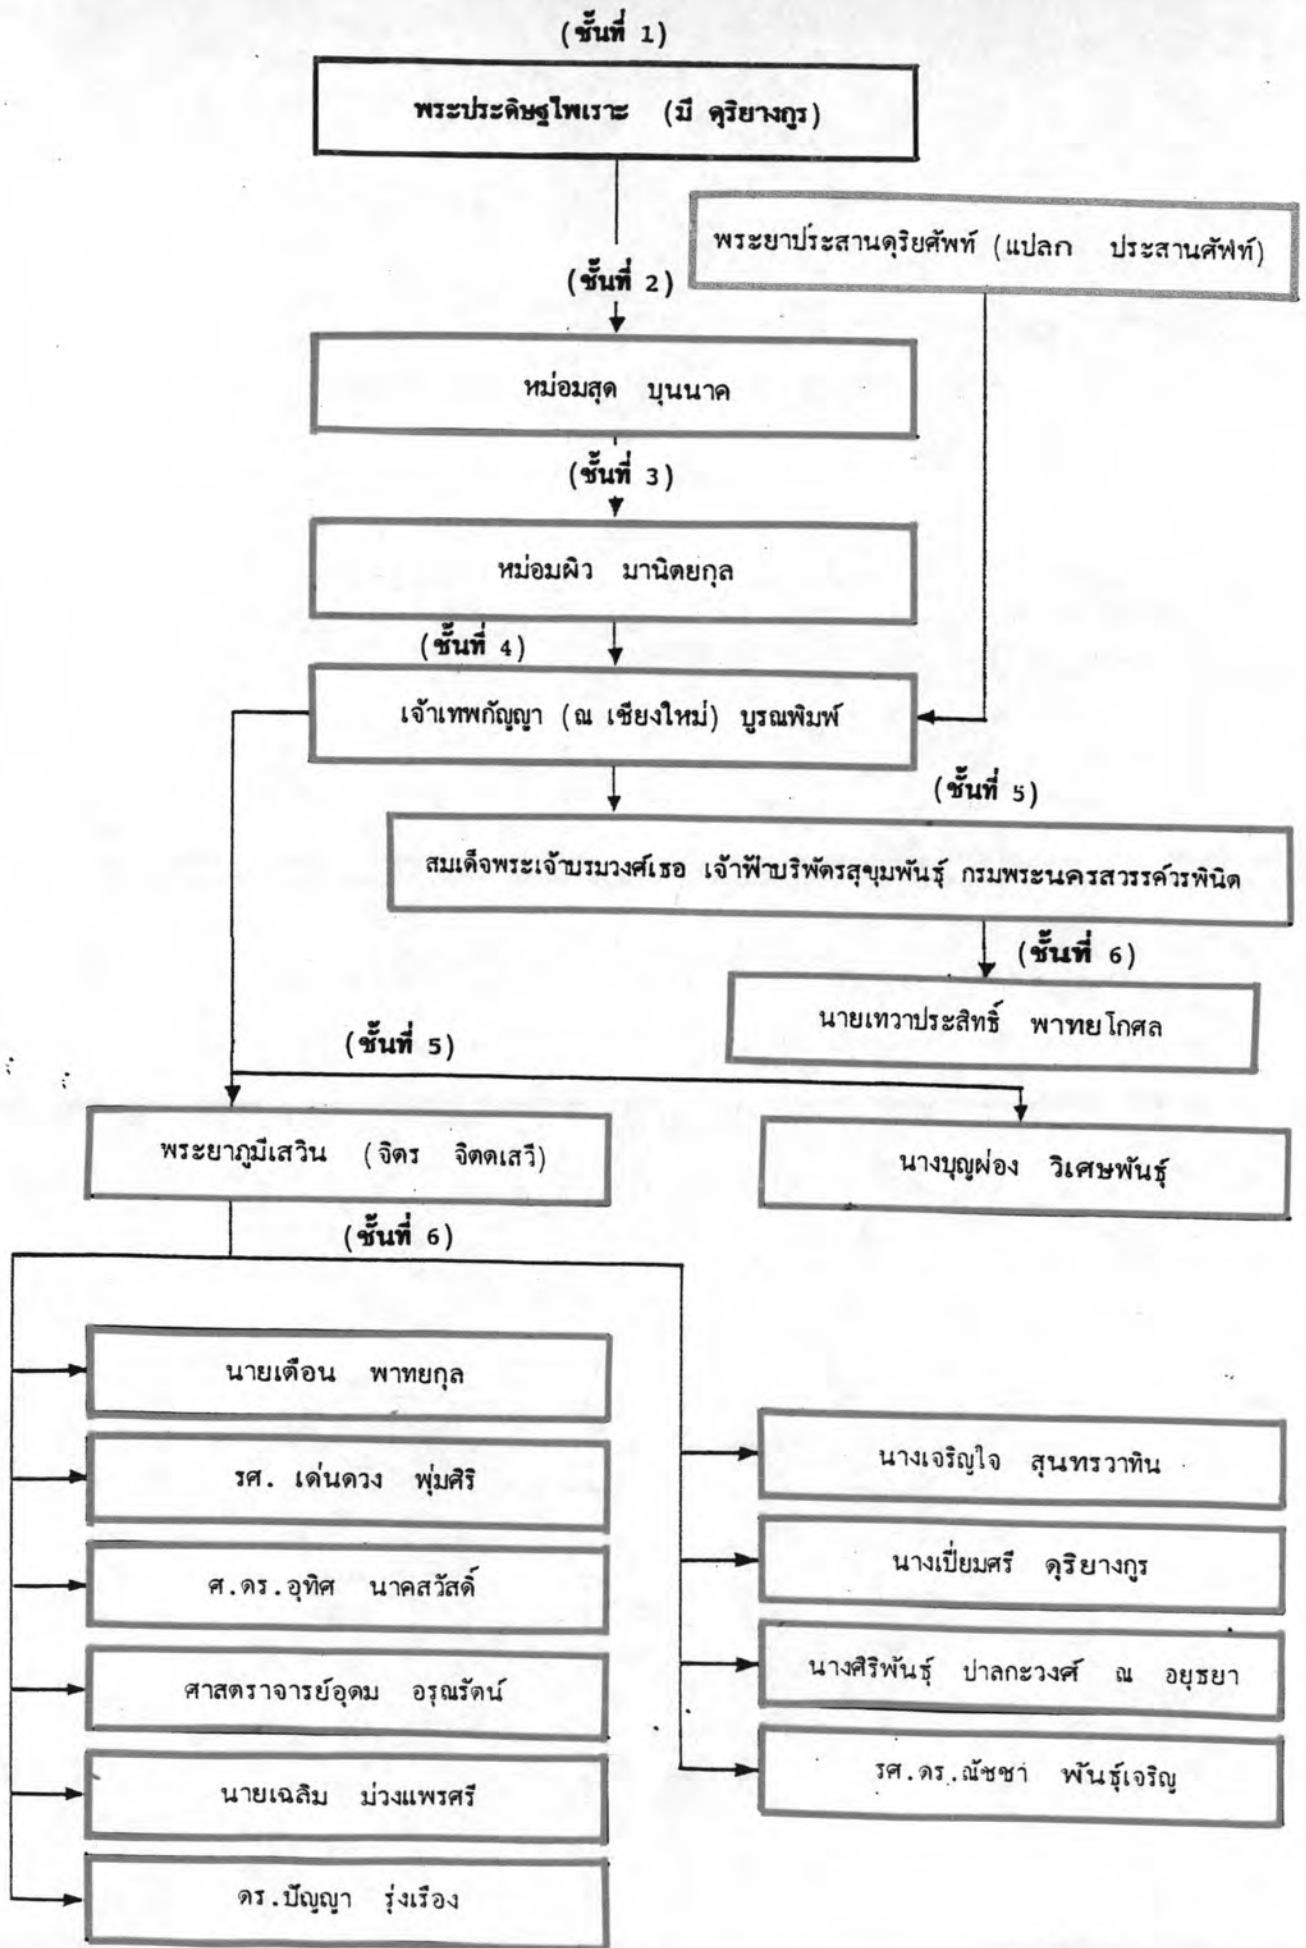 (ชั้นที่ 1)
พระประดิษฐไพเราะ (มี ดุริยางกูร)
พระยาประสานดุริยศัพท์ (แปลก ประสานศัพท์)
(ชั้นที่ 2)
หม่อมสุด บุนนาค
(ชั้นที่ 3)
หม่อมผิว มานิตยกุล
(ชั้นที่ 4)
เจ้าเทพกัญญา (ณ เชียงใหม่) บูรณพิมพ์
(ชั้นที่ 5)
สมเด็จพระเจ้าบรมวงศ์เธอ เจ้าฟ้าบริพัตรสุขุมพันธุ์ กรมพระนครสวรรค์วรพินิต
(ชั้นที่ 6)
นายเทวาประสิทธิ์ พาทยโกศล
(ชั้นที่ 5)
พระยาภูมีเสวิน (จิตร จิตตเสวี)
นางบุญผ่อง วิเศษพันธุ์
(ชั้นที่ 6)
นายเตือน พาทยกุล
รศ. เด่นดวง พุ่มศิริ
ศ.ดร.อุทิศ นาคสวัสดิ์
ศาสตราจารย์อุดม อรุณรัตน์
นายเฉลิม ม่วงแพรศรี
ดร.ปัญญา รุ่งเรือง
นางเจริญใจ สุนทรวาทิน
นางเปี่ยมศรี ดุริยางกูร
นางศิริพันธุ์ ปาลกะวงศ์ ณ อยุธยา
รศ.ดร.ณัชชา พันธุ์เจริญ